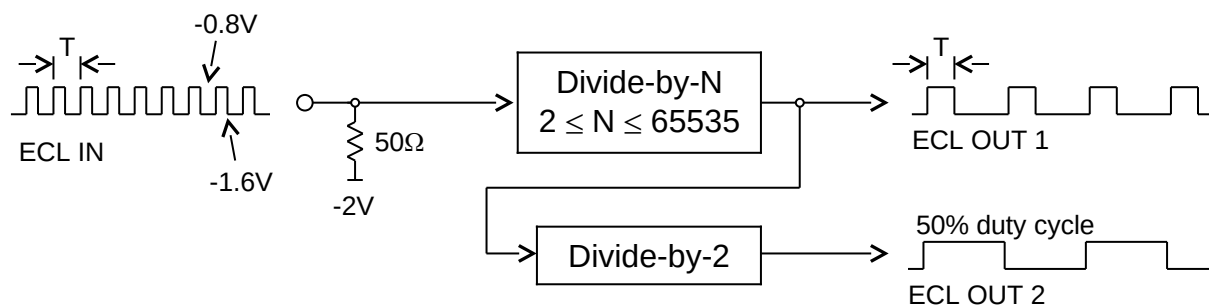 -0.8V
T
ECL IN
-1.6V
50Ω
-2V
Divide-by-N
2 ≤ N ≤ 65535
T
ECL OUT 1
Divide-by-2
50% duty cycle
ECL OUT 2